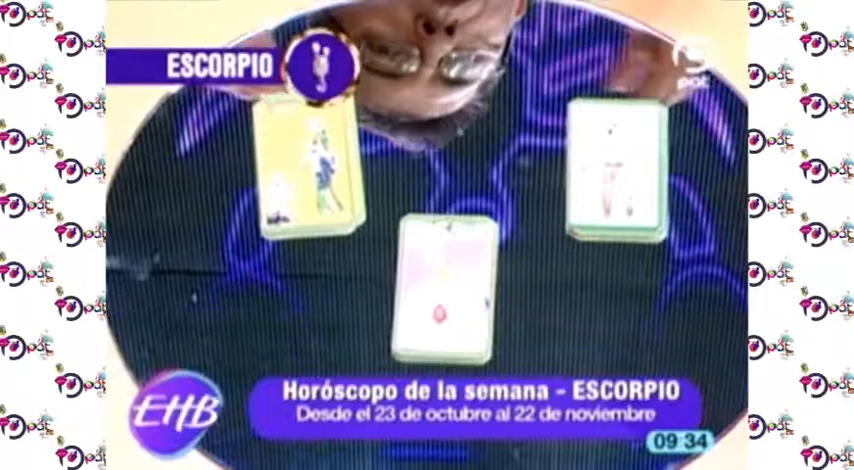 ESCORPIO
EHB
Horóscopo de la semana - ESCORPIO
Desde el 23 de octubre al 22 de noviembre
09:34